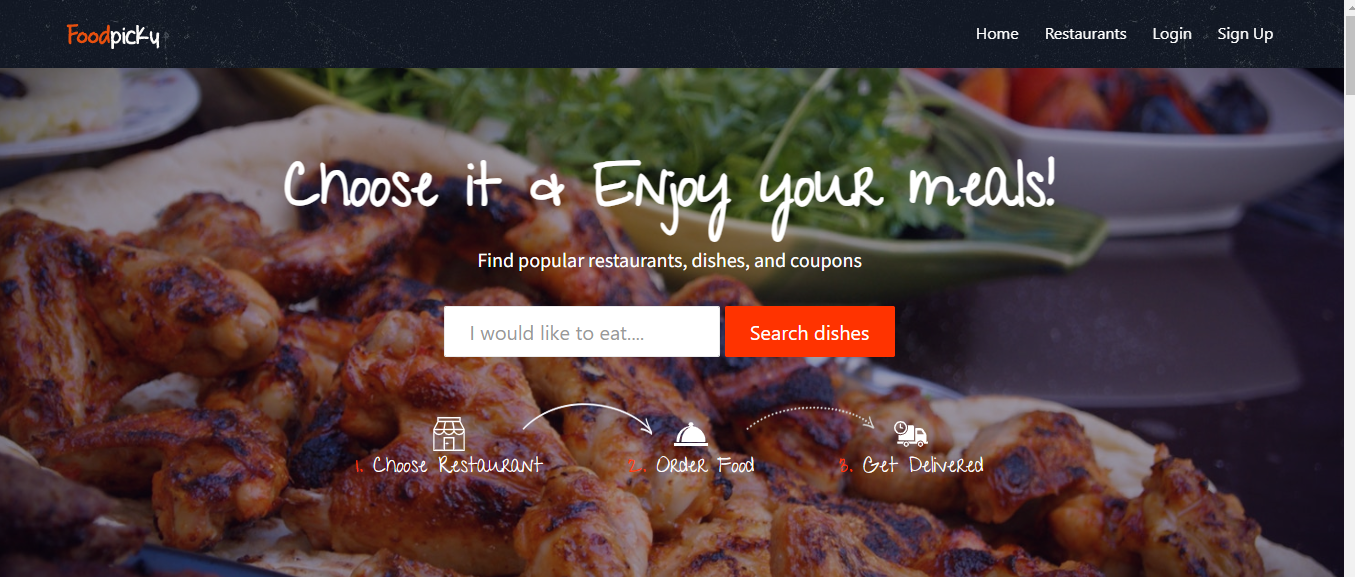 Foodpicky
Home Restaurants Login Sign Up
Choose it & Enjoy your meals!
Find popular restaurants, dishes, and coupons
I would like to eat....
Search dishes
1. Choose Restaurant
2. Order Food
3. Get Delivered